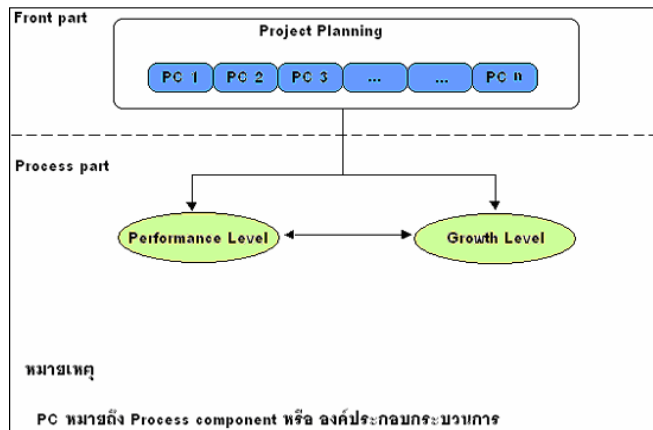 Front part
Project Planning
PC 1 PC 2 PC 3 ... ... PC n
Process part
Performance Level Growth Level
หมายเหตุ
PC หมายถึง Process component หรือ องค์ประกอบกระบวนการ